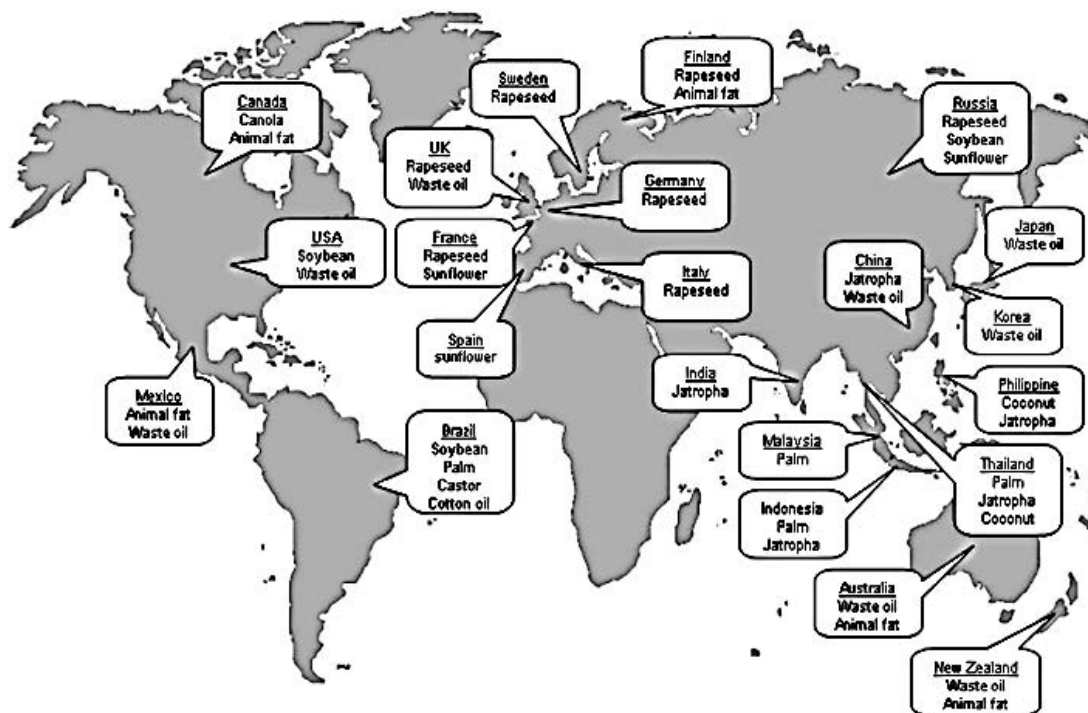 Canada
Canola
Animal fat
Sweden
Rapeseed
Finland
Rapeseed
Animal fat
Russia
Rapeseed
Soybean
Sunflower
UK
Rapeseed
Waste oil
Germany
Rapeseed
USA
Soybean
Waste oil
France
Rapeseed
Sunflower
Italy
Rapeseed
China
Jatropha
Waste oil
Japan
Waste oil
Korea
Waste oil
Spain
sunflower
India
Jatropha
Philippine
Coconut
Jatropha
Mexico
Animal fat
Waste oil
Brazil
Soybean
Palm
Castor
Cotton oil
Malaysia
Palm
Thailand
Palm
Jatropha
Coconut
Indonesia
Palm
Jatropha
Australia
Waste oil
Animal fat
New Zealand
Waste oil
Animal fat